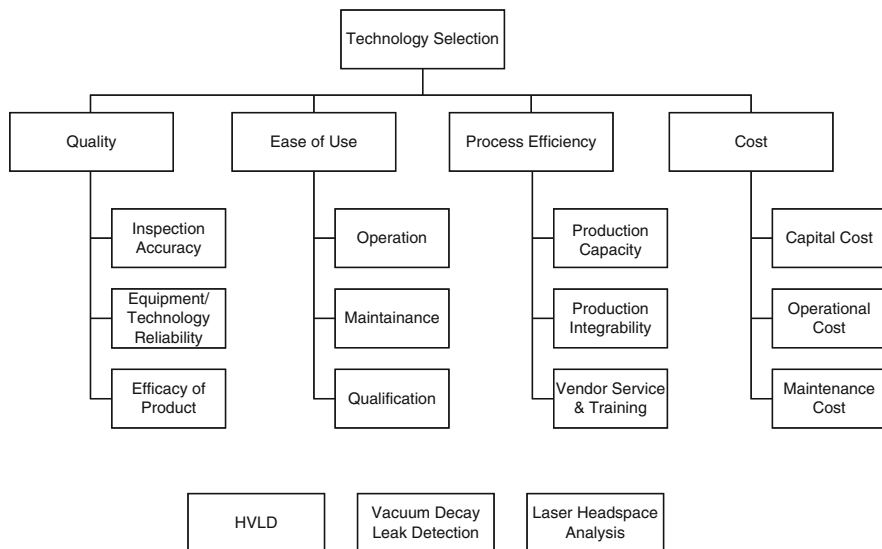 Technology Selection
Quality
Ease of Use
Process Efficiency
Cost
Inspection
Accuracy
Operation
Production
Capacity
Capital Cost
Equipment/
Technology
Reliability
Maintainance
Production
Integrability
Operational
Cost
Efficacy of
Product
Qualification
Vendor Service
& Training
Maintenance
Cost
HVLD
Vacuum Decay
Leak Detection
Laser Headspace
Analysis